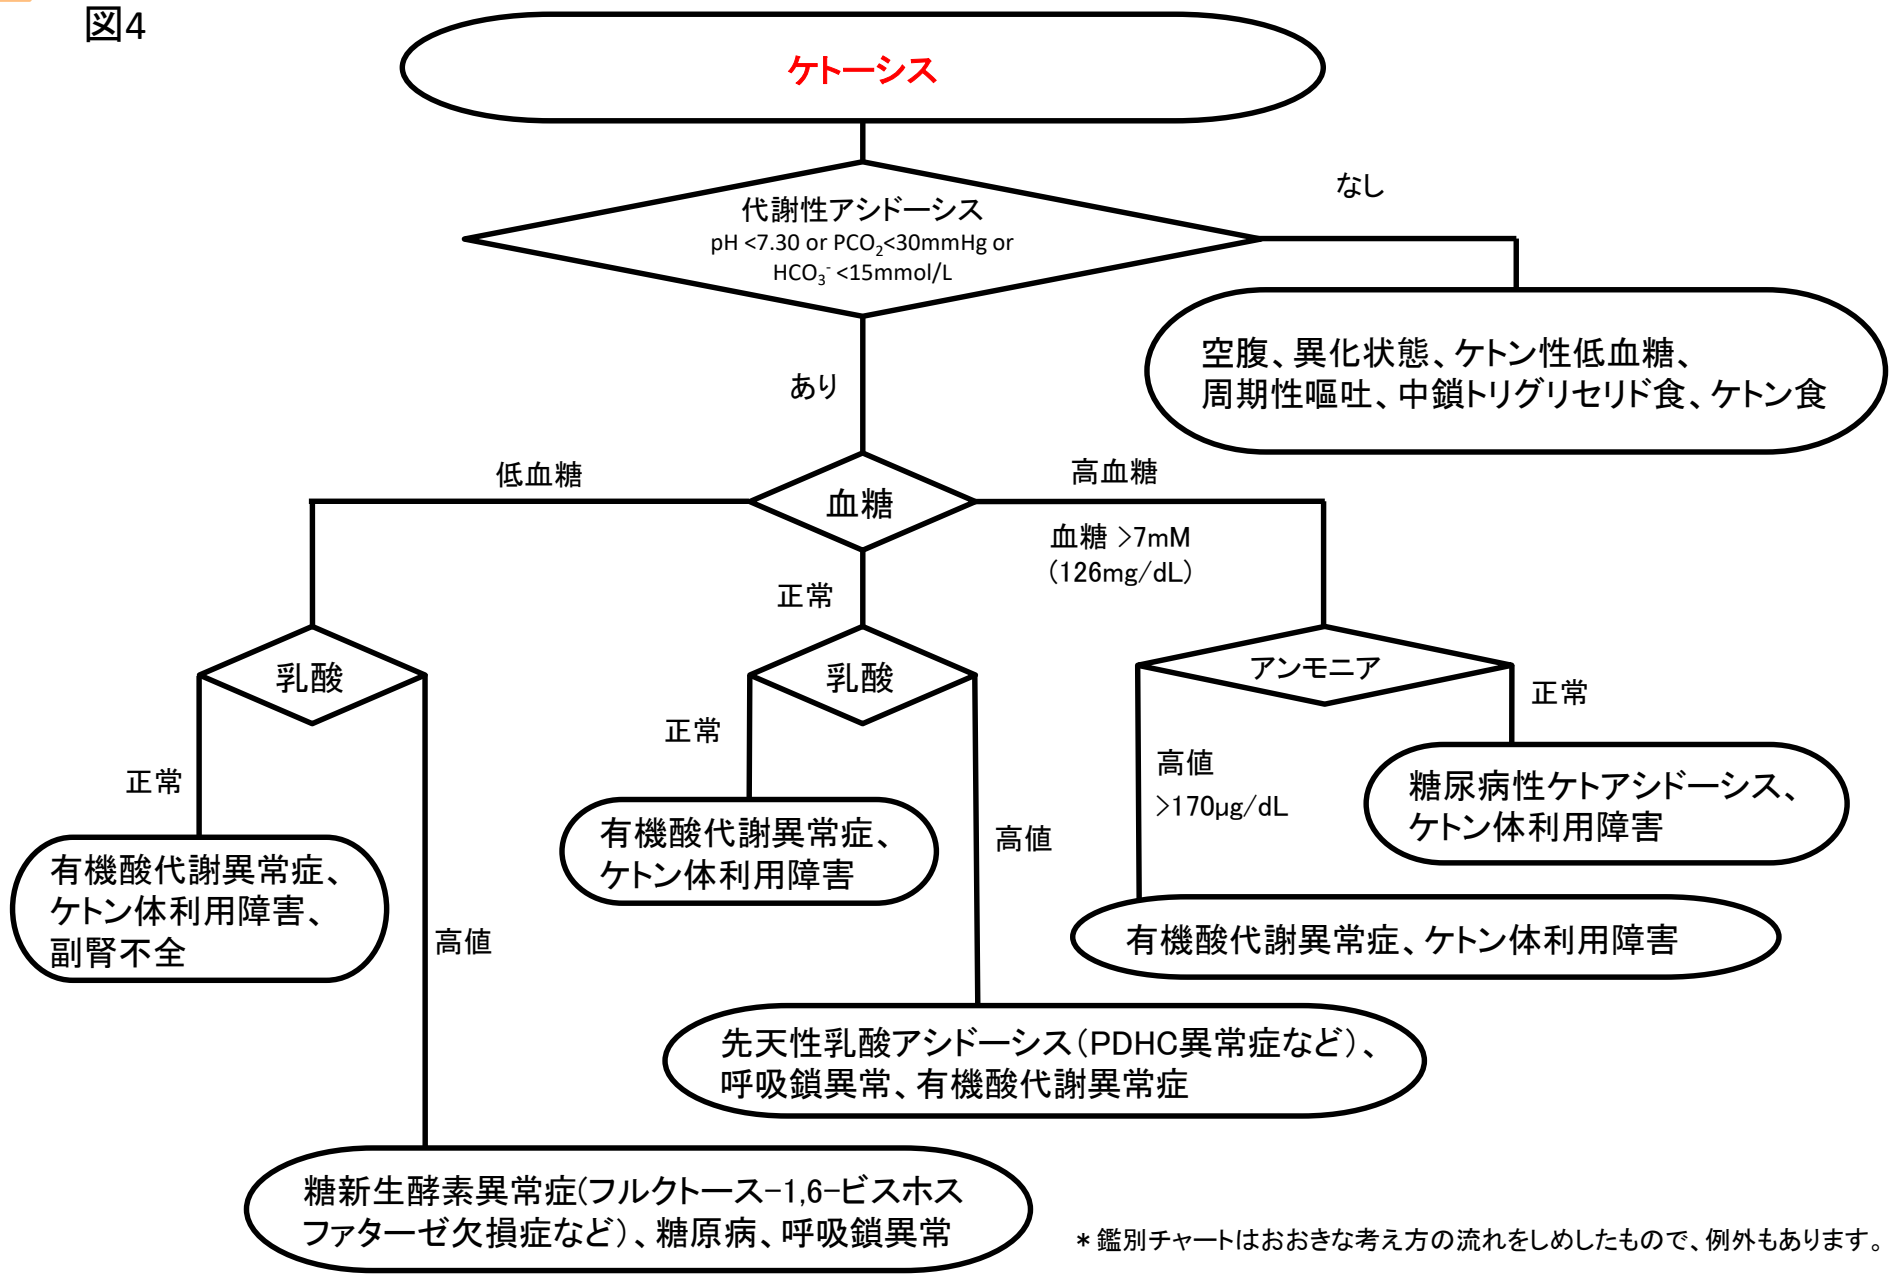 図4
ケトーシス
代謝性アシドーシス
pH <7.30 or PCO₂<30mmHg or
HCO₃⁻ <15mmol/L
なし
空腹、異化状態、ケトン性低血糖、
周期性嘔吐、中鎖トリグリセリド食、ケトン食
あり
低血糖
血糖
高血糖
血糖 >7mM
(126mg/dL)
正常
乳酸
乳酸
アンモニア
正常
正常
高値
>170μg/dL
正常
糖尿病性ケトアシドーシス、
ケトン体利用障害
有機酸代謝異常症、
ケトン体利用障害
高値
有機酸代謝異常症、
ケトン体利用障害、
副腎不全
高値
有機酸代謝異常症、ケトン体利用障害
先天性乳酸アシドーシス(PDHC異常症など)、
呼吸鎖異常、有機酸代謝異常症
糖新生酵素異常症(フルクトース-1,6-ビスホス
ファターゼ欠損症など)、糖原病、呼吸鎖異常
*鑑別チャートはおおきな考え方の流れをしめしたもので、例外もあります。